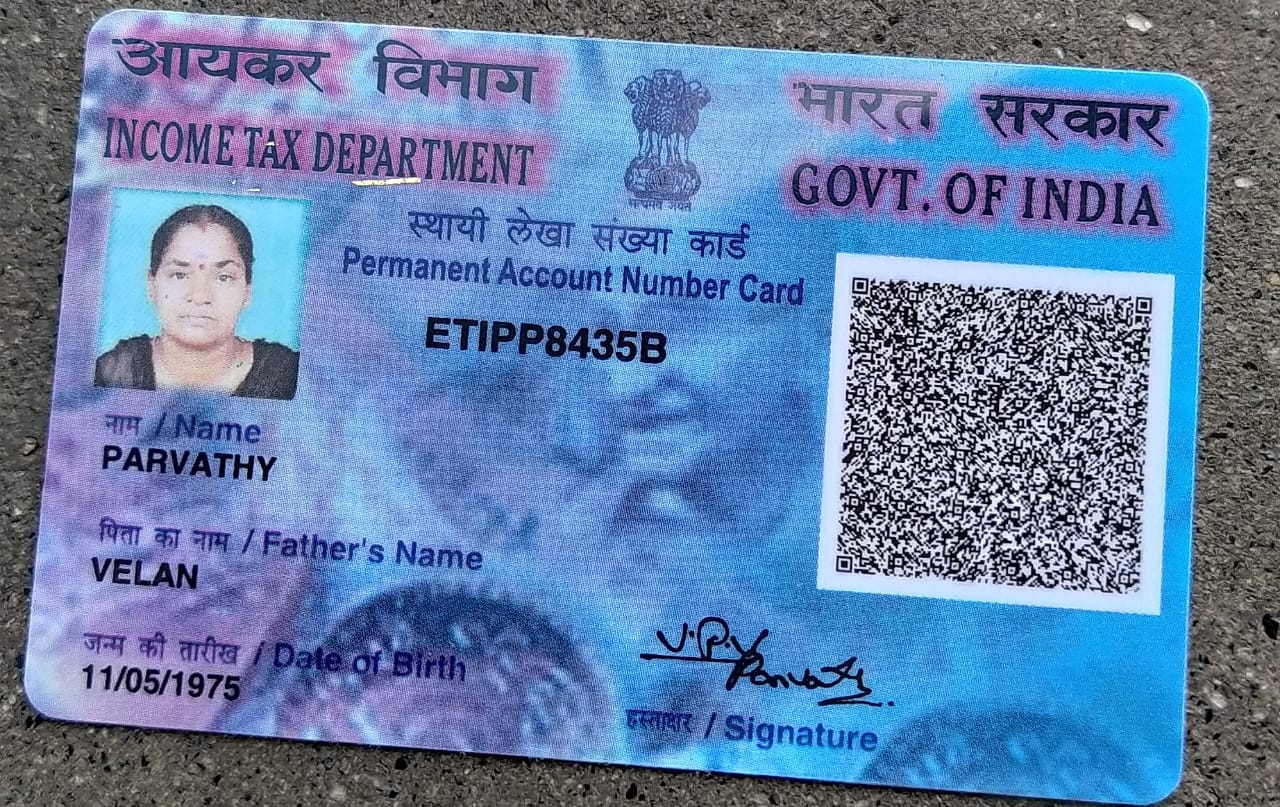 आयकर विभाग
INCOME TAX DEPARTMENT
भारत सरकार
GOVT. OF INDIA
सत्यमेव जयते
स्थायी लेखा संख्या कार्ड
Permanent Account Number Card
ETIPP8435B
नाम / Name
PARVATHY
पिता का नाम / Father's Name
VELAN
जन्म की तारीख / Date of Birth
11/05/1975
V.P.V
Parvathy
हस्ताक्षर / Signature